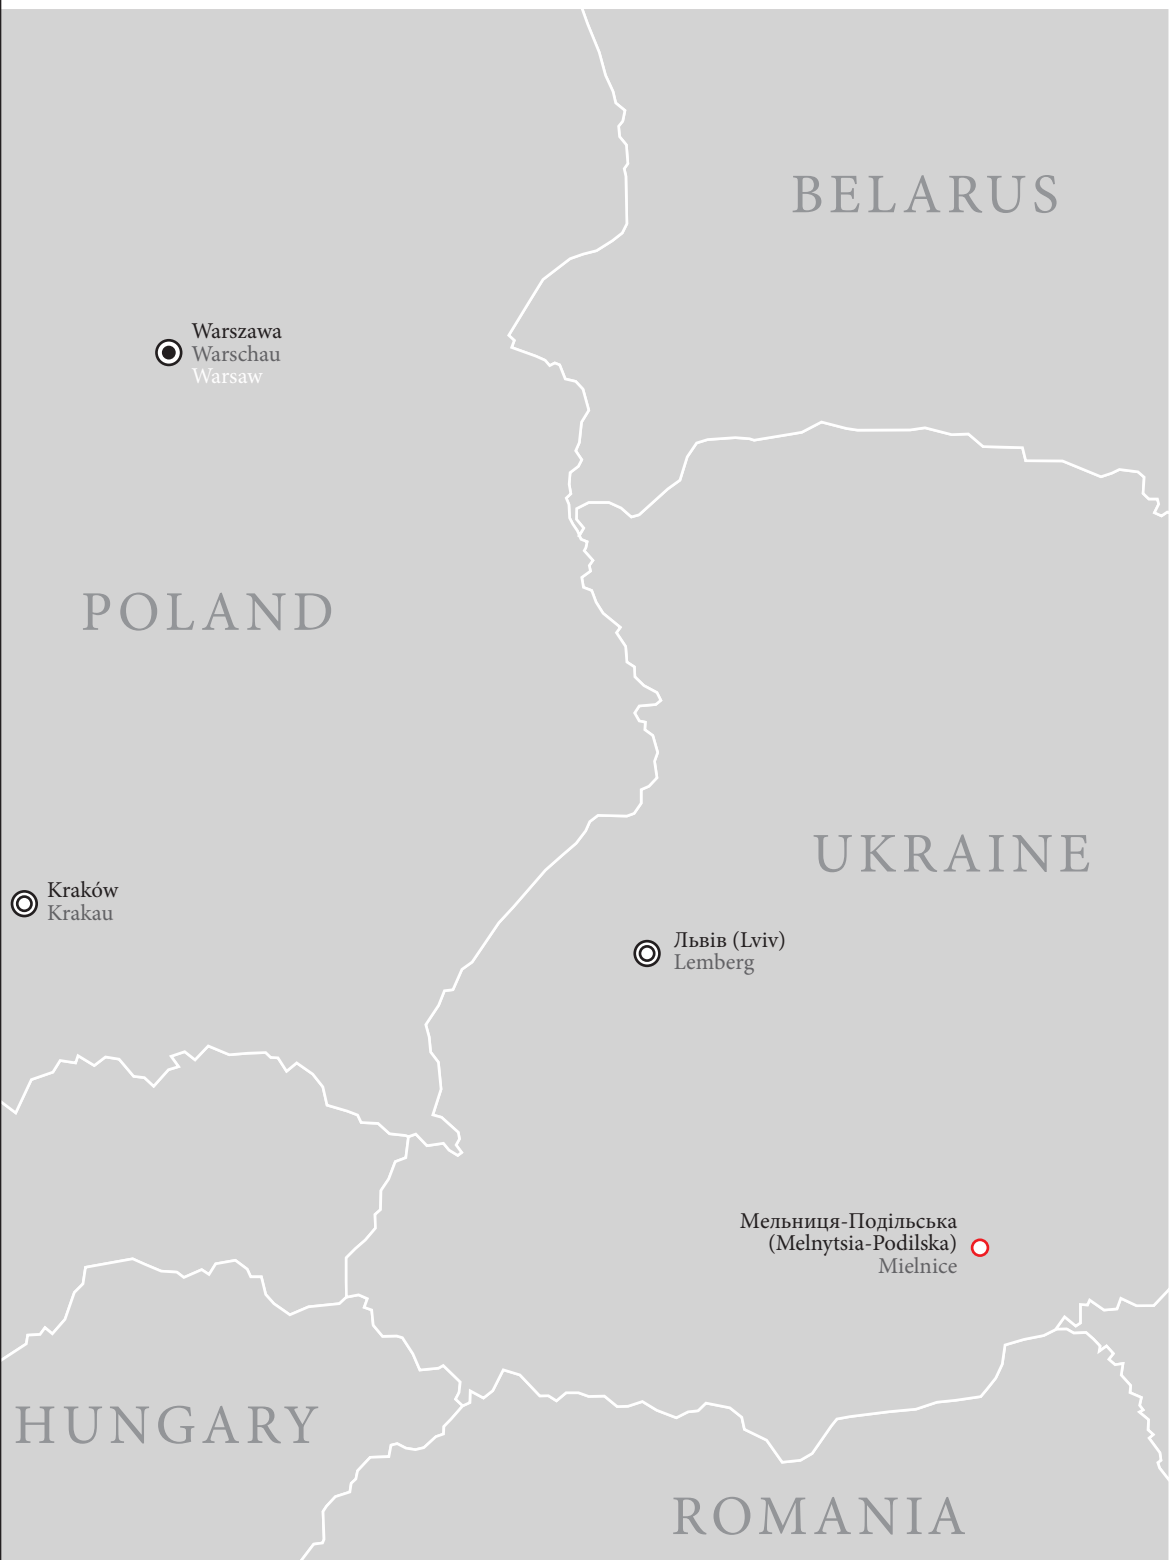 BELARUS
Warszawa
Warschau
Warsaw
POLAND
UKRAINE
Kraków
Krakau
Львів (Lviv)
Lemberg
Мельниця-Подільська
(Melnytsia-Podilska)
Mielnice
HUNGARY
ROMANIA